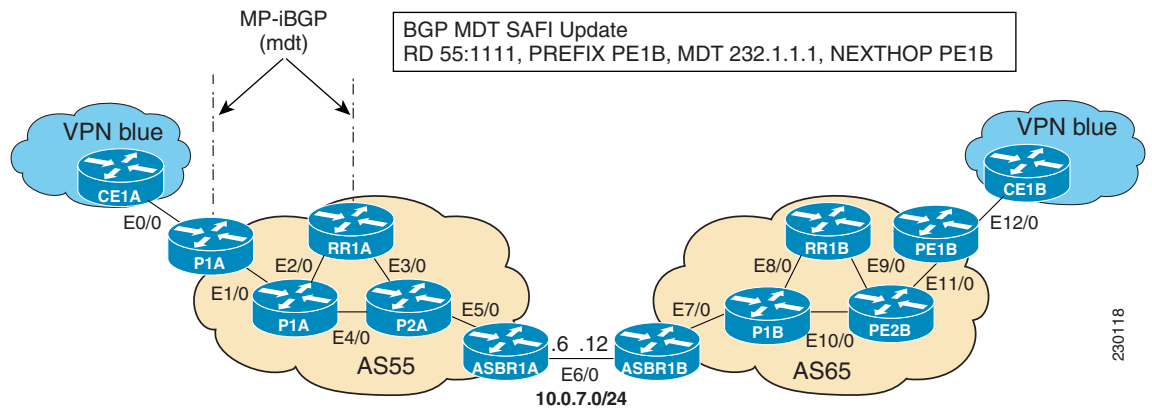 MP-iBGP
(mdt)
BGP MDT SAFI Update
RD 55:1111, PREFIX PE1B, MDT 232.1.1.1, NEXTHOP PE1B
VPN blue
CE1A
E0/0
P1A
RR1A
E2/0
E3/0
E1/0
P1A
P2A
E4/0
E5/0
AS55
ASBR1A
.6
.12
E6/0
10.0.7.0/24
ASBR1B
E7/0
P1B
E8/0
RR1B
E9/0
PE1B
E11/0
PE2B
E10/0
AS65
VPN blue
CE1B
E12/0
230118